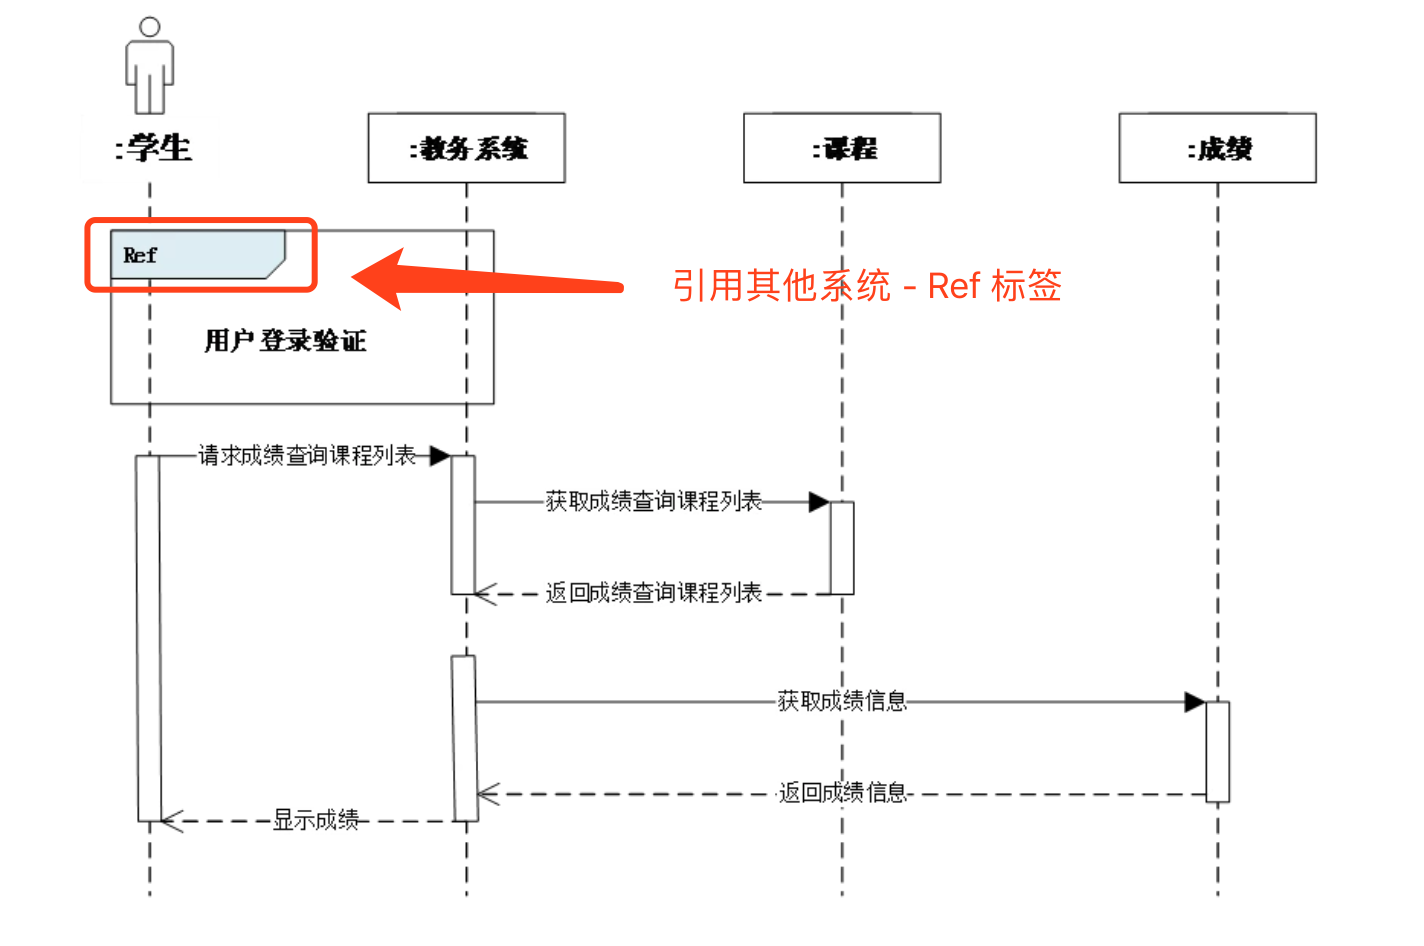 :学生
:教务系统
:课程
:成绩
Ref
引用其他系统 - Ref 标签
用户登录验证
请求成绩查询课程列表
获取成绩查询课程列表
返回成绩查询课程列表
获取成绩信息
返回成绩信息
显示成绩